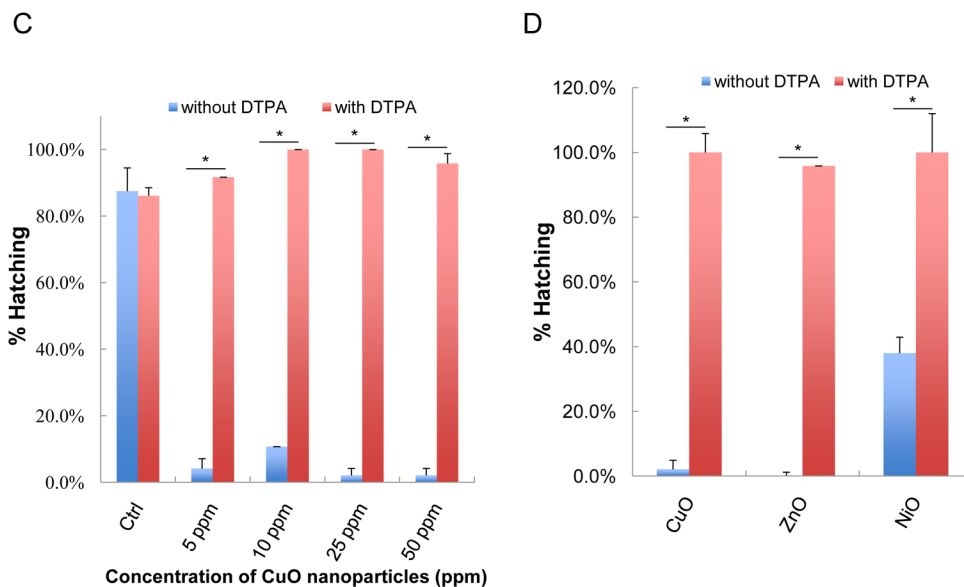 C
without DTPA with DTPA
* * * *
100.0%
80.0%
60.0%
40.0%
20.0%
0.0%
% Hatching
Ctrl
5 ppm
10 ppm
25 ppm
50 ppm
Concentration of CuO nanoparticles (ppm)
D
without DTPA with DTPA
* * *
120.0%
100.0%
80.0%
60.0%
40.0%
20.0%
0.0%
% Hatching
CuO
ZnO
NiO